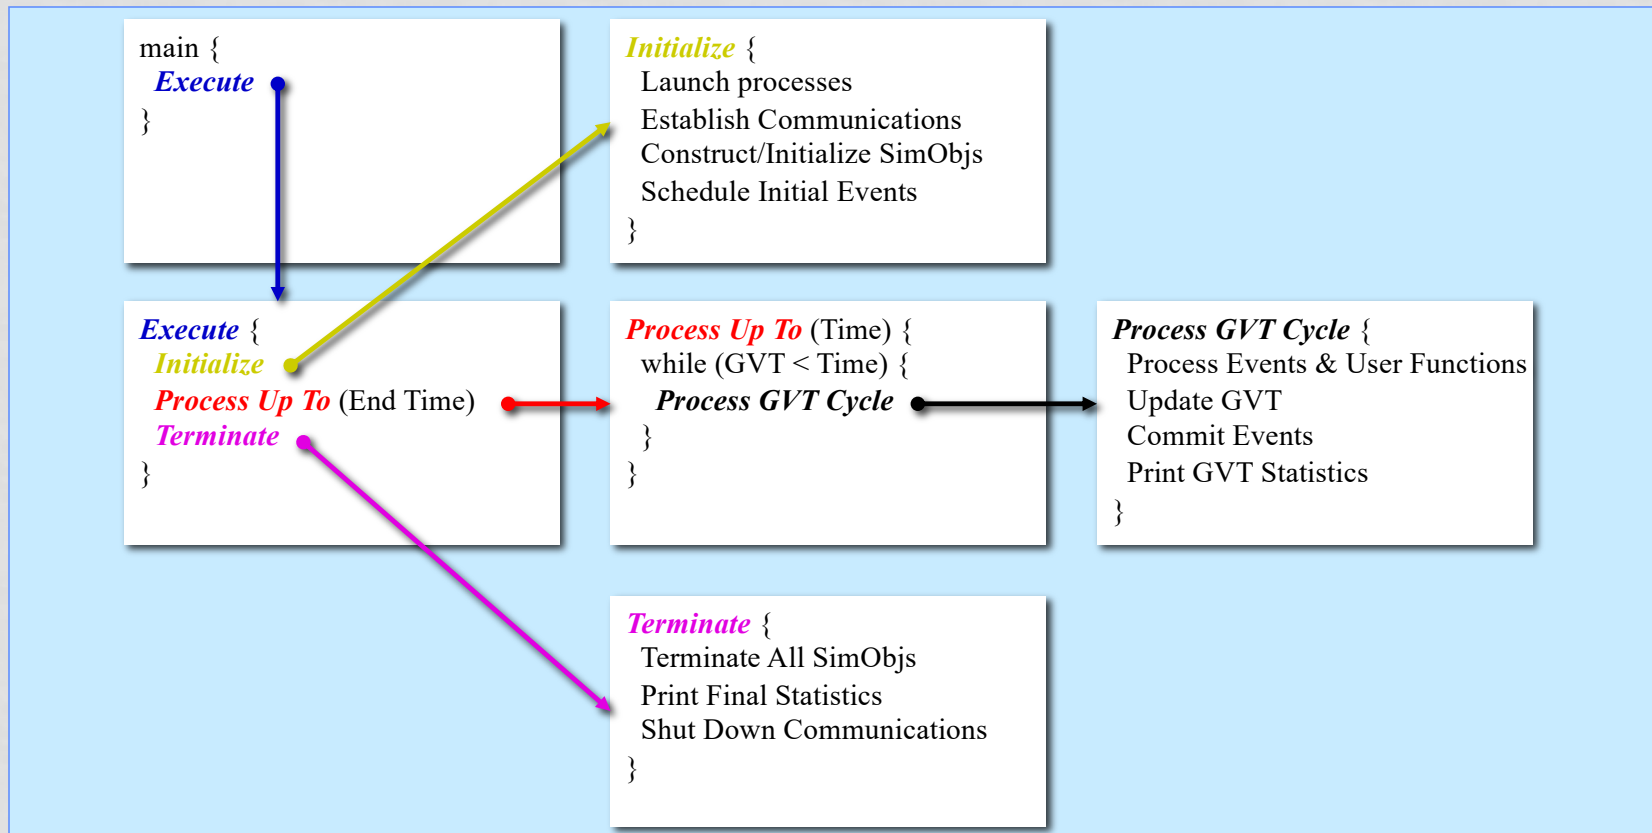 main {
Execute
}
Initialize {
Launch processes
Establish Communications
Construct/Initialize SimObjs
Schedule Initial Events
}
Execute {
Initialize
Process Up To (End Time)
Terminate
}
Process Up To (Time) {
while (GVT < Time) {
Process GVT Cycle
}
}
Process GVT Cycle {
Process Events & User Functions
Update GVT
Commit Events
Print GVT Statistics
}
Terminate {
Terminate All SimObjs
Print Final Statistics
Shut Down Communications
}